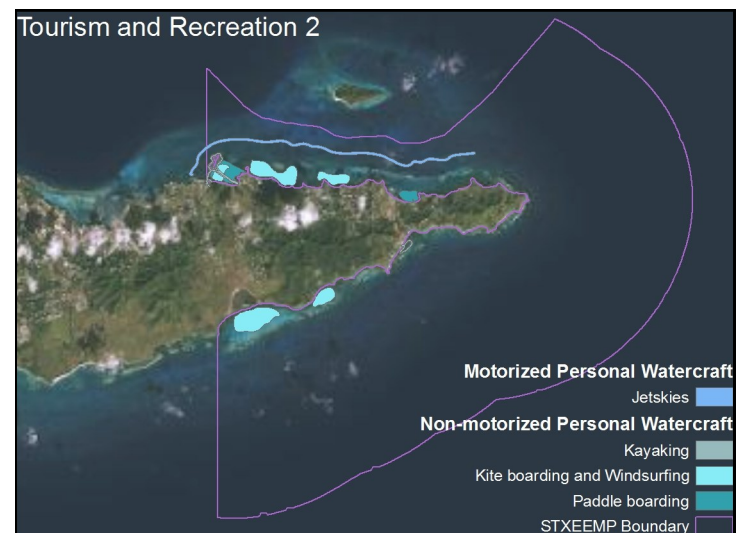 Tourism and Recreation 2
Motorized Personal Watercraft
Jetskies
Non-motorized Personal Watercraft
Kayaking
Kite boarding and Windsurfing
Paddle boarding
STXEEMP Boundary